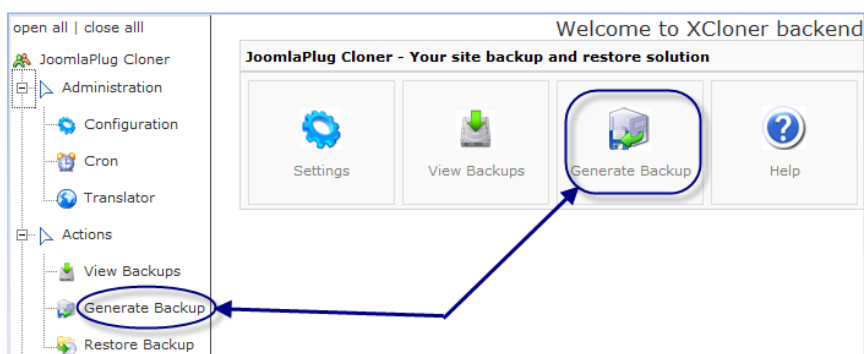 open all | close alll
JoomlaPlug Cloner
Administration
Configuration
Cron
Translator
Actions
View Backups
Generate Backup
Restore Backup
Welcome to XCloner backend
JoomlaPlug Cloner - Your site backup and restore solution
Settings
View Backups
Generate Backup
Help